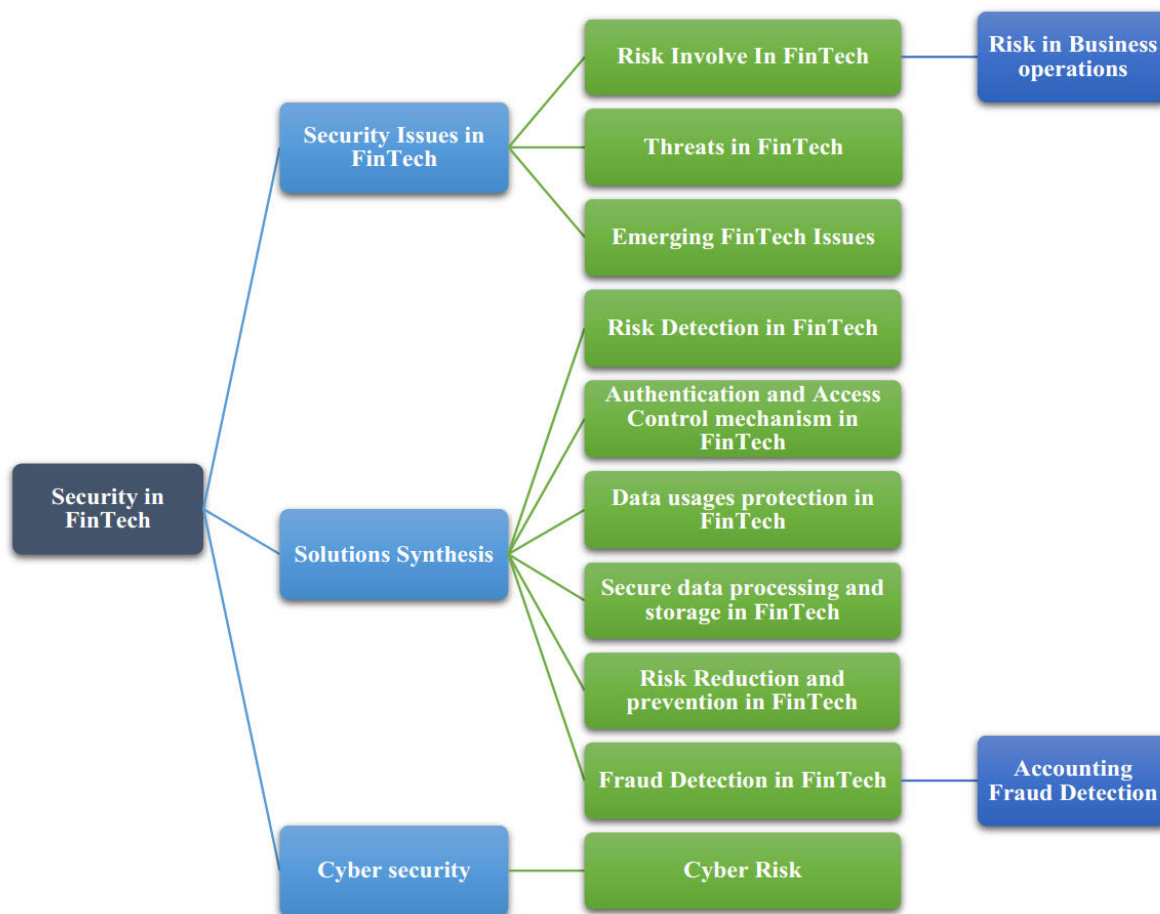 Security in
FinTech
Security Issues in
FinTech
Risk Involve In FinTech
Risk in Business
operations
Threats in FinTech
Emerging FinTech Issues
Solutions Synthesis
Risk Detection in FinTech
Authentication and Access
Control mechanism in
FinTech
Data usages protection in
FinTech
Secure data processing and
storage in FinTech
Risk Reduction and
prevention in FinTech
Fraud Detection in FinTech
Accounting
Fraud Detection
Cyber security
Cyber Risk